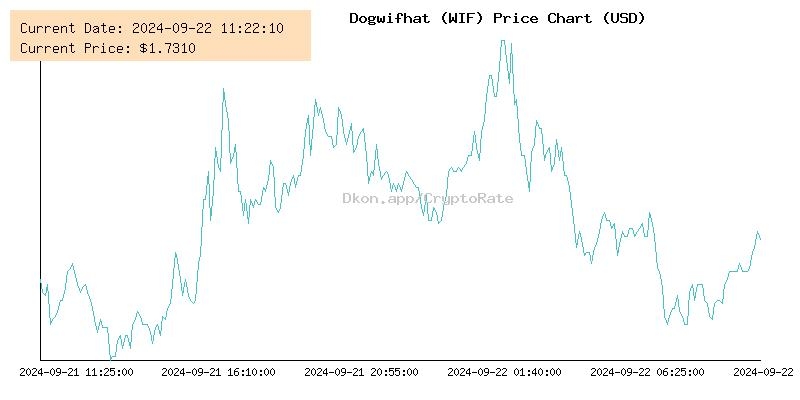 Dogwifhat (WIF) Price Chart (USD)
Current Date: 2024-09-22 11:22:10
Current Price: $1.7310
Dkon.app/CryptoRate
2024-09-21 11:25:00 2024-09-21 16:10:00 2024-09-21 20:55:00 2024-09-22 01:40:00 2024-09-22 06:25:00 2024-09-22